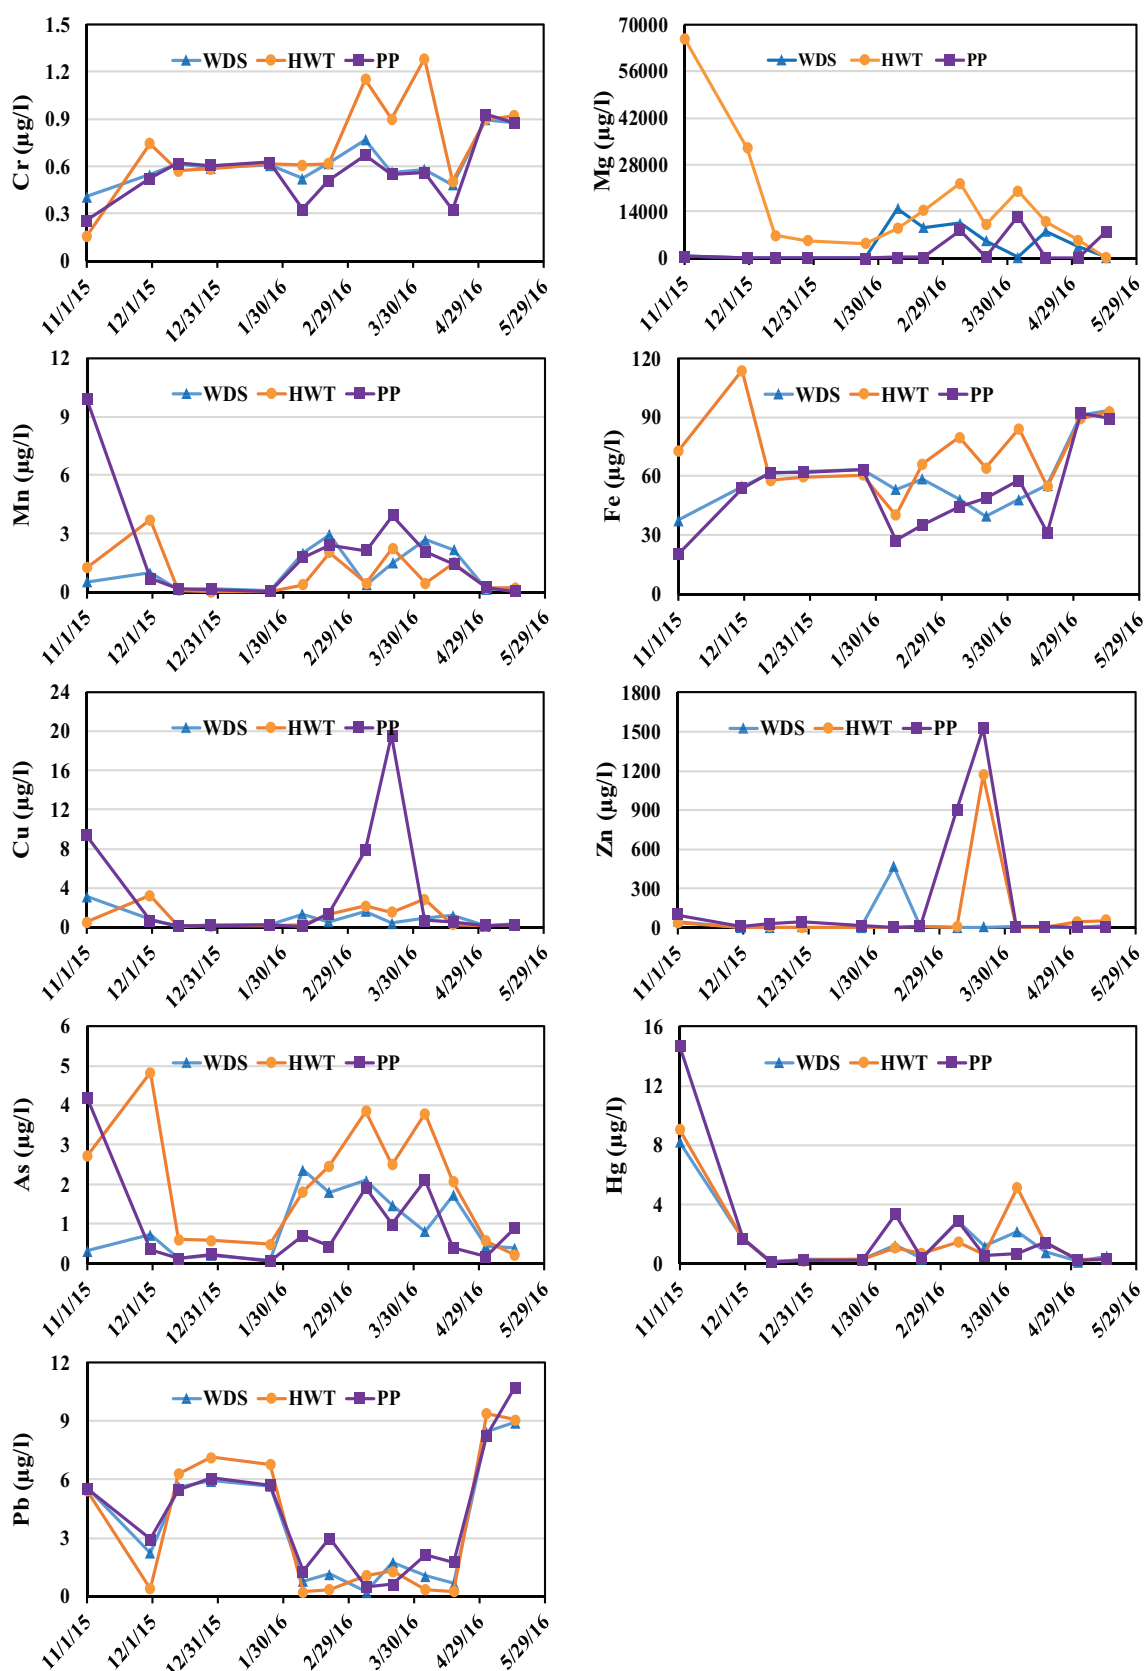 Cr (µg/l)
1.5
1.2
0.9
0.6
0.3
0
WDS HWT PP
11/1/15 12/1/15 12/31/15 1/30/16 2/29/16 3/30/16 4/29/16 5/29/16
Mg (µg/l)
70000
56000
42000
28000
14000
0
WDS HWT PP
11/1/15 12/1/15 12/31/15 1/30/16 2/29/16 3/30/16 4/29/16 5/29/16
Mn (µg/l)
12
9
6
3
0
WDS HWT PP
11/1/15 12/1/15 12/31/15 1/30/16 2/29/16 3/30/16 4/29/16 5/29/16
Fe (µg/l)
120
90
60
30
0
WDS HWT PP
11/1/15 12/1/15 12/31/15 1/30/16 2/29/16 3/30/16 4/29/16 5/29/16
Cu (µg/l)
24
20
16
12
8
4
0
WDS HWT PP
11/1/15 12/1/15 12/31/15 1/30/16 2/29/16 3/30/16 4/29/16 5/29/16
Zn (µg/l)
1800
1500
1200
900
600
300
0
WDS HWT PP
11/1/15 12/1/15 12/31/15 1/30/16 2/29/16 3/30/16 4/29/16 5/29/16
As (µg/l)
6
5
4
3
2
1
0
WDS HWT PP
11/1/15 12/1/15 12/31/15 1/30/16 2/29/16 3/30/16 4/29/16 5/29/16
Hg (µg/l)
16
12
8
4
0
WDS HWT PP
11/1/15 12/1/15 12/31/15 1/30/16 2/29/16 3/30/16 4/29/16 5/29/16
Pb (µg/l)
12
9
6
3
0
WDS HWT PP
11/1/15 12/1/15 12/31/15 1/30/16 2/29/16 3/30/16 4/29/16 5/29/16